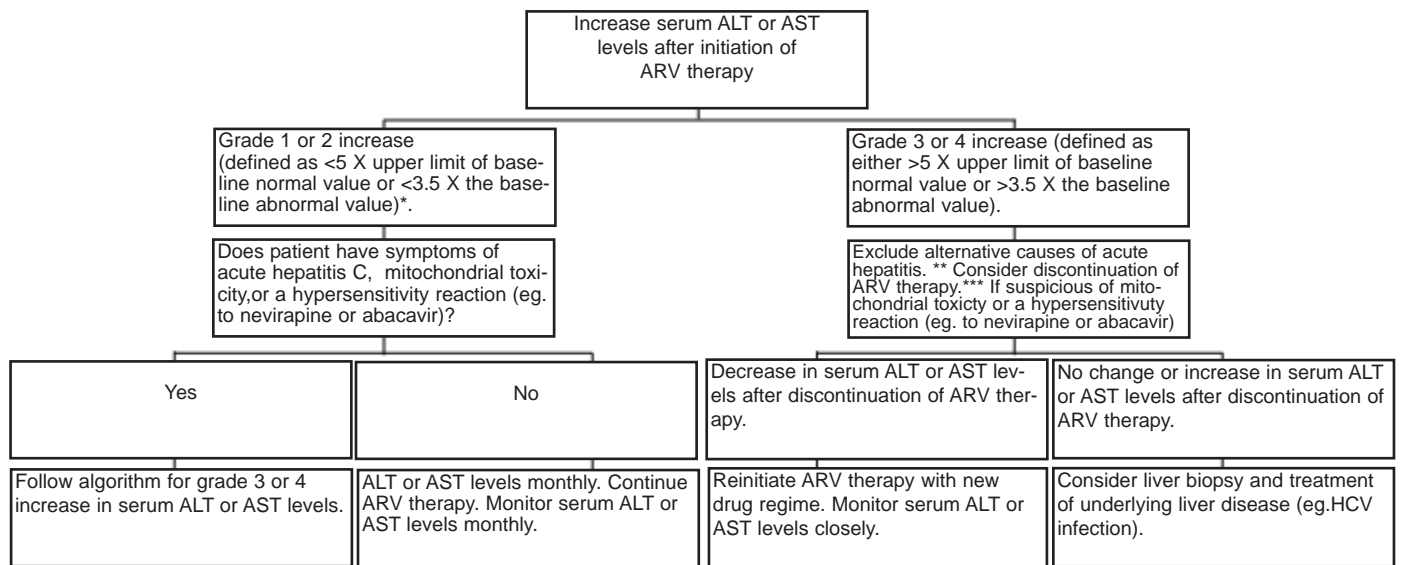 Increase serum ALT or AST
levels after initiation of
ARV therapy
Grade 1 or 2 increase
(defined as <5 X upper limit of base-
line normal value or <3.5 X the base-
line abnormal value)*.
Grade 3 or 4 increase (defined as
either >5 X upper limit of baseline
normal value or >3.5 X the baseline
abnormal value).
Does patient have symptoms of
acute hepatitis C, mitochondrial toxi-
city,or a hypersensitivity reaction (eg.
to nevirapine or abacavir)?
Exclude alternative causes of acute
hepatitis. ** Consider discontinuation of
ARV therapy.*** If suspicious of mito-
chondrial toxicty or a hypersensitivuty
reaction (eg. to nevirapine or abacavir)
Yes
No
Decrease in serum ALT or AST lev-
els after discontinuation of ARV ther-
apy.
No change or increase in serum ALT
or AST levels after discontinuation of
ARV therapy.
Follow algorithm for grade 3 or 4
increase in serum ALT or AST levels.
ALT or AST levels monthly. Continue
ARV therapy. Monitor serum ALT or
AST levels monthly.
Reinitiate ARV therapy with new
drug regime. Monitor serum ALT or
AST levels closely.
Consider liver biopsy and treatment
of underlying liver disease (eg.HCV
infection).